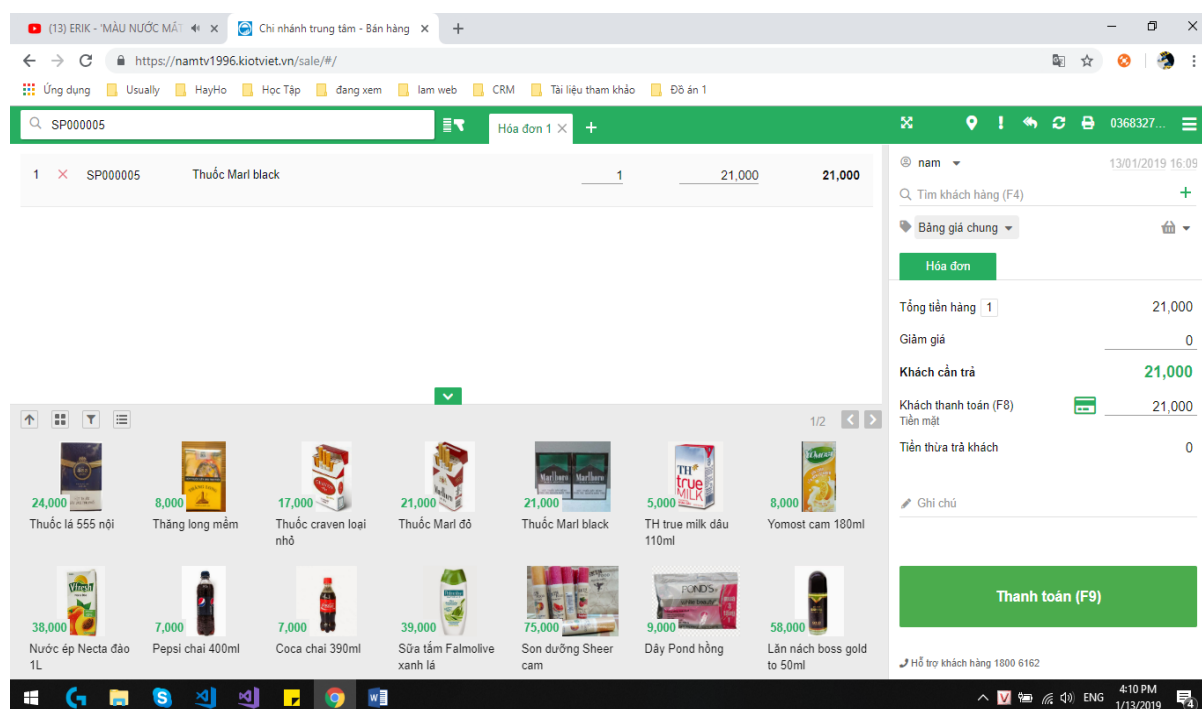 (13) ERIK - 'MÀU NƯỚC MẮT
Chi nhánh trung tâm - Bán hàng
https://namtv1996.kiotviet.vn/sale/#/
Ứng dụng Usually HayHo Học Tập đang xem lam web CRM Tài liệu tham khảo Đồ án 1
SP000005
Hóa đơn 1
0368327...
1 SP000005 Thuốc Marl black 1 21,000 21,000
nam 13/01/2019 16:09
Tìm khách hàng (F4)
Bảng giá chung
Hóa đơn
Tổng tiền hàng 1 21,000
Giảm giá 0
Khách cần trả 21,000
Khách thanh toán (F8) 21,000
Tiền mặt
Tiền thừa trả khách 0
Ghi chú
Thanh toán (F9)
Hỗ trợ khách hàng 1800 6162
1/2
24,000 8,000 17,000 21,000 21,000 5,000 8,000
Thuốc lá 555 nội
Thăng long mềm
Thuốc craven loại nhỏ
Thuốc Marl đỏ
Thuốc Marl black
TH true milk dâu 110ml
Yomost cam 180ml
38,000 7,000 7,000 39,000 75,000 9,000 58,000
Nước ép Necta đào 1L
Pepsi chai 400ml
Coca chai 390ml
Sữa tắm Falmolive xanh lá
Son dưỡng Sheer cam
Dây Pond hồng
Lăn nách boss gold to 50ml
ENG
4:10 PM
1/13/2019